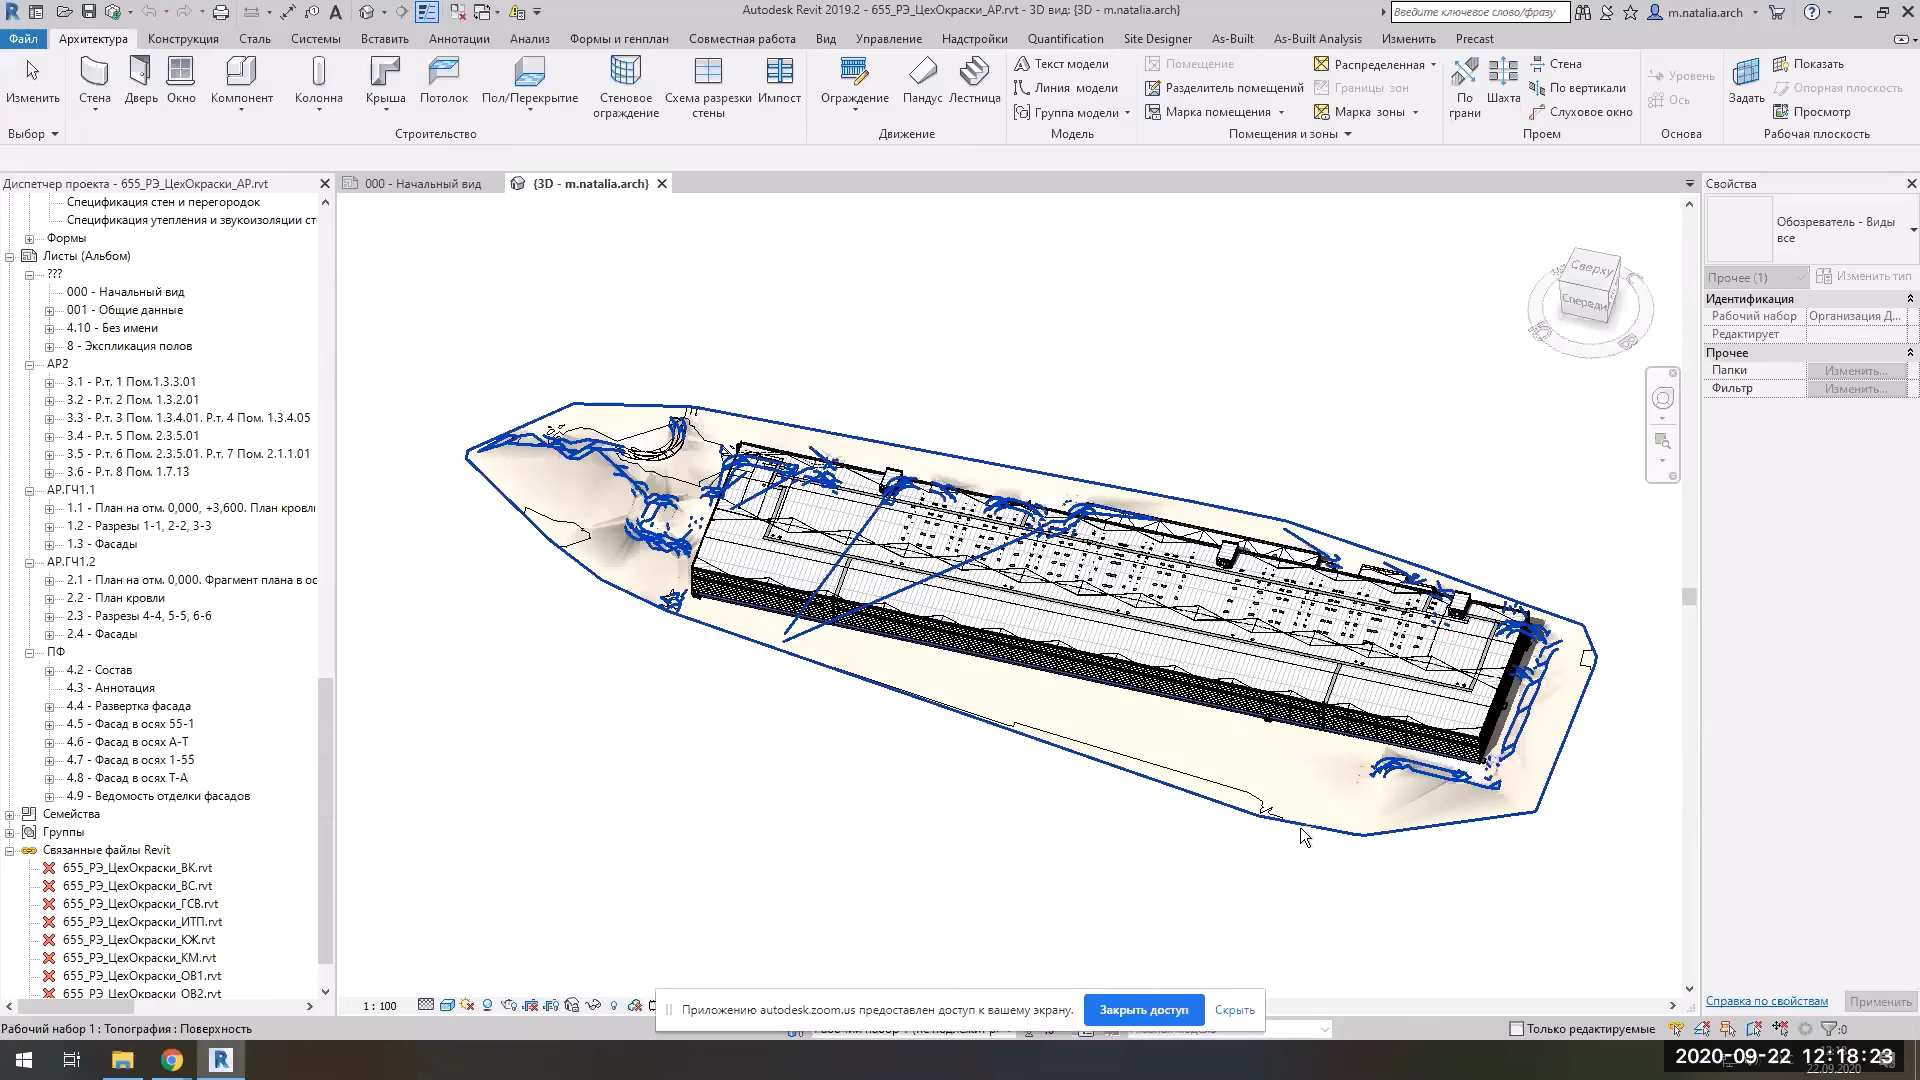 Autodesk Revit 2019.2 - 655_РЭ_ЦехОкраски_АР.rvt - 3D вид: {3D - m.natalia.arch}
Введите ключевое слово/фразу
m.natalia.arch
Файл Архитектура Конструкция Сталь Системы Вставить Аннотации Анализ Формы и генплан Совместная работа Вид Управление Надстройки Quantification Site Designer As-Built As-Built Analysis Изменить Precast
Изменить Стена Дверь Окно Компонент Колонна Крыша Потолок Пол/Перекрытие Стеновое ограждение Схема разрезки стены Импост Ограждение Пандус Лестница
Текст модели
Линия модели
Группа модели
Помещение
Разделитель помещений
Марка помещения
Распределенная
Границы зон
Марка зоны
По грани
Шахта
Стена
По вертикали
Слуховое окно
Уровень
Ось
Задать
Показать
Опорная плоскость
Просмотр
Выбор Строительство Движение Модель Помещения и зоны Проем Основа Рабочая плоскость
Диспетчер проекта - 655_РЭ_ЦехОкраски_АР.rvt
000 - Начальный вид
{3D - m.natalia.arch}
Спецификация стен и перегородок
Спецификация утепления и звукоизоляции ст
Формы
Листы (Альбом)
???
000 - Начальный вид
001 - Общие данные
4.10 - Без имени
8 - Экспликация полов
АР2
3.1 - Р.т. 1 Пом.1.3.3.01
3.2 - Р.т. 2 Пом. 1.3.2.01
3.3 - Р.т. 3 Пом. 1.3.4.01. Р.т. 4 Пом. 1.3.4.05
3.4 - Р.т. 5 Пом. 2.3.5.01
3.5 - Р.т. 6 Пом. 2.3.5.01. Р.т. 7 Пом. 2.1.1.01
3.6 - Р.т. 8 Пом. 1.7.13
АР.ГЧ1.1
1.1 - План на отм. 0,000, +3,600. План кровли
1.2 - Разрезы 1-1, 2-2, 3-3
1.3 - Фасады
АР.ГЧ1.2
2.1 - План на отм. 0,000. Фрагмент плана в ос
2.2 - План кровли
2.3 - Разрезы 4-4, 5-5, 6-6
2.4 - Фасады
ПФ
4.2 - Состав
4.3 - Аннотация
4.4 - Развертка фасада
4.5 - Фасад в осях 55-1
4.6 - Фасад в осях А-Т
4.7 - Фасад в осях 1-55
4.8 - Фасад в осях Т-А
4.9 - Ведомость отделки фасадов
Семейства
Группы
Связанные файлы Revit
655_РЭ_ЦехОкраски_ВК.rvt
655_РЭ_ЦехОкраски_ВС.rvt
655_РЭ_ЦехОкраски_ГСВ.rvt
655_РЭ_ЦехОкраски_ИТП.rvt
655_РЭ_ЦехОкраски_КЖ.rvt
655_РЭ_ЦехОкраски_КМ.rvt
655_РЭ_ЦехОкраски_ОВ1.rvt
655_РЭ_ЦехОкраски_ОВ2.rvt
Сверху
Спереди
Свойства
Обозреватель - Виды
все
Прочее (1)
Изменить тип
Идентификация
Рабочий набор Организация Д...
Редактирует
Прочее
Папки Изменить...
Фильтр Изменить...
Справка по свойствам
Применить
1 : 100
Приложению autodesk.zoom.us предоставлен доступ к вашему экрану.
Закрыть доступ
Скрыть
Рабочий набор 1 : Топография : Поверхность
Только редактируемые
:0
2020-09-22 12:18:23
22.09.2020